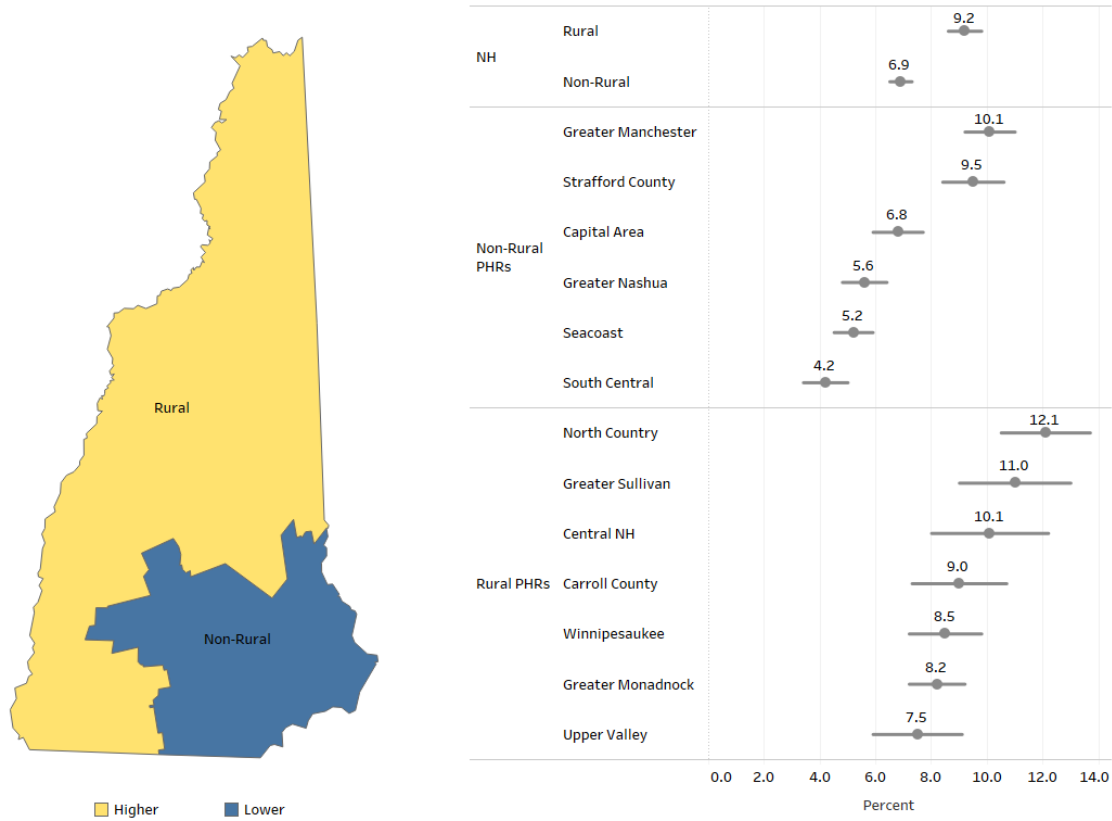 Rural
Non-Rural
Higher
Lower
NH
Rural
9.2
Non-Rural
6.9
Non-Rural
PHRs
Greater Manchester
10.1
Strafford County
9.5
Capital Area
6.8
Greater Nashua
5.6
Seacoast
5.2
South Central
4.2
Rural PHRs
North Country
12.1
Greater Sullivan
11.0
Central NH
10.1
Carroll County
9.0
Winnipesaukee
8.5
Greater Monadnock
8.2
Upper Valley
7.5
0.0 2.0 4.0 6.0 8.0 10.0 12.0 14.0
Percent